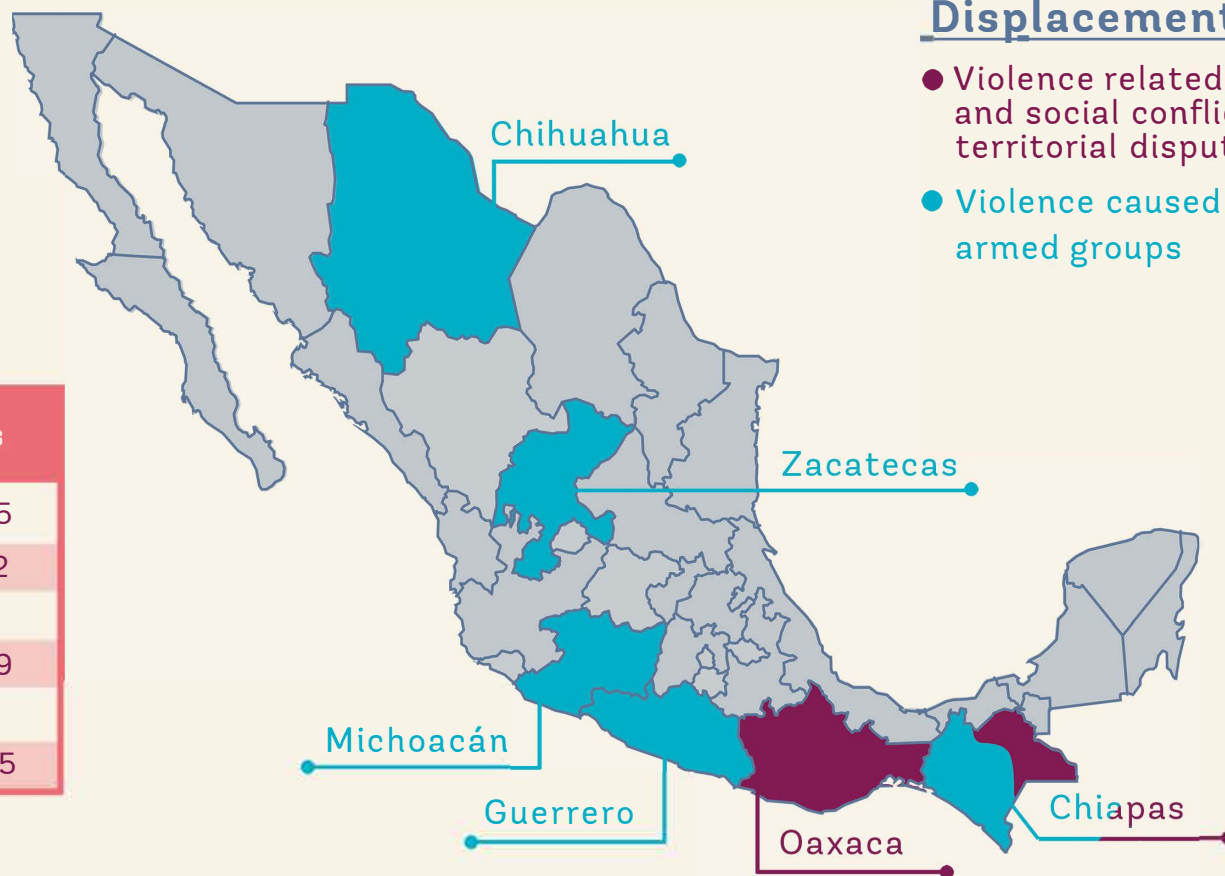 Displacement
Violence related
and social conflic
territorial disput
Violence caused
armed groups
Chihuahua
Zacatecas
s
5
2
9
5
Michoacán
Guerrero
Oaxaca
Chiapas